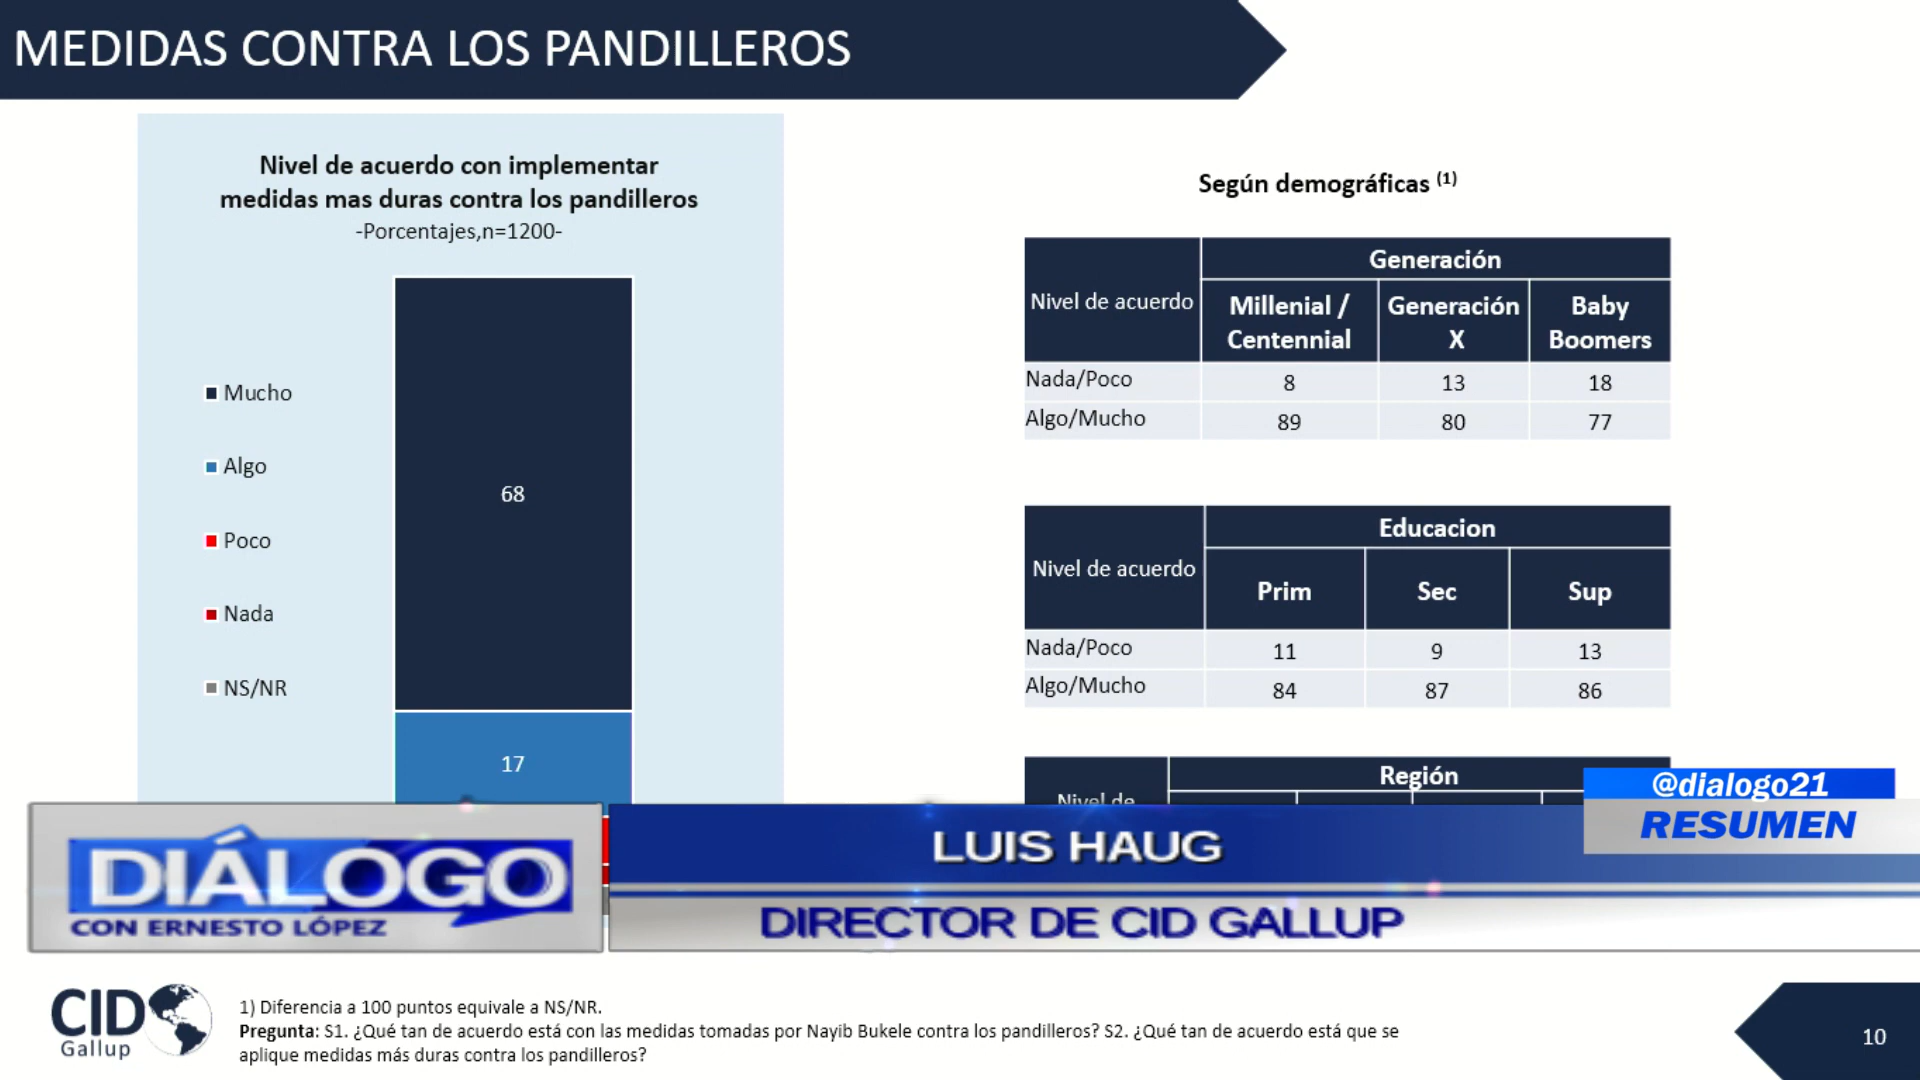 MEDIDAS CONTRA LOS PANDILLEROS
Nivel de acuerdo con implementar
medidas mas duras contra los pandilleros
-Porcentajes,n=1200-
Mucho
Algo
Poco
Nada
NS/NR
68
17
Según demográficas (1)
Nivel de acuerdo
Generación
Millenial / Centennial
Generación X
Baby Boomers
Nada/Poco 8 13 18
Algo/Mucho 89 80 77
Nivel de acuerdo
Educacion
Prim Sec Sup
Nada/Poco 11 9 13
Algo/Mucho 84 87 86
Nivel de
Región
@dialogo21
RESUMEN
DIÁLOGO
CON ERNESTO LÓPEZ
LUIS HAUG
DIRECTOR DE CID GALLUP
CID
Gallup
1) Diferencia a 100 puntos equivale a NS/NR.
Pregunta: S1. ¿Qué tan de acuerdo está con las medidas tomadas por Nayib Bukele contra los pandilleros? S2. ¿Qué tan de acuerdo está que se
aplique medidas más duras contra los pandilleros?
10